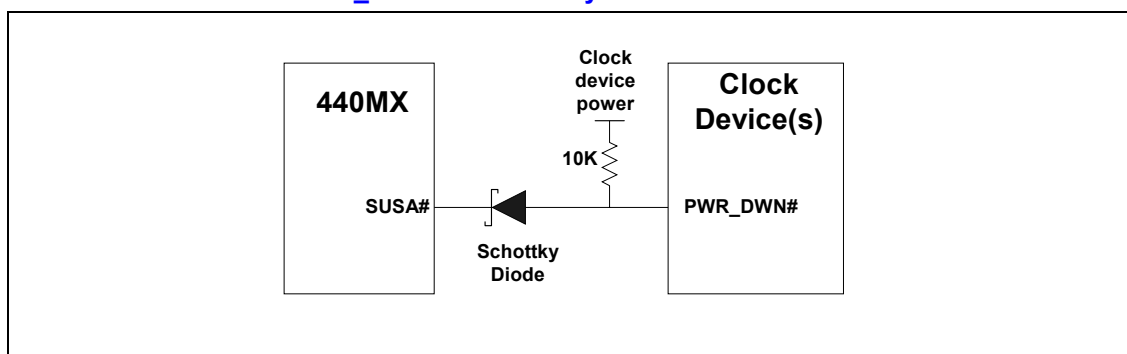 440MX
Clock
device
power
Clock
Device(s)
10K
SUSA#
PWR_DWN#
Schottky
Diode